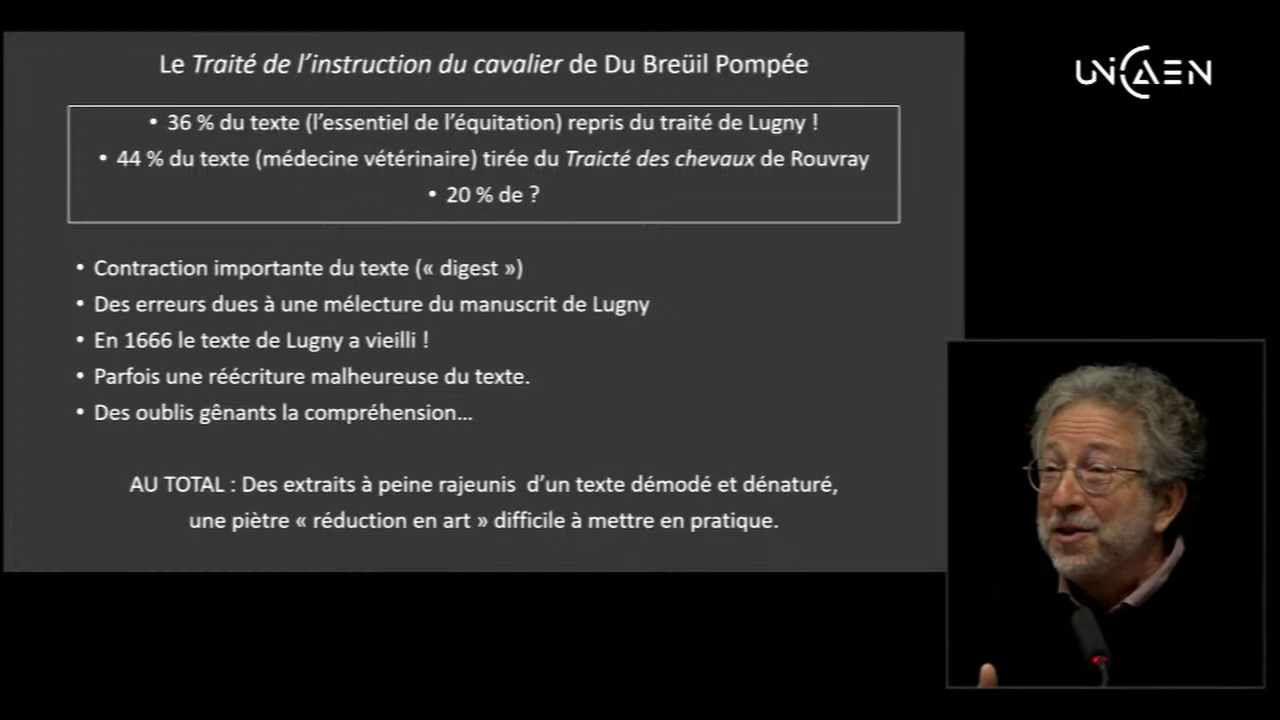 Le Traité de l’instruction du cavalier de Du Breüil Pompée
UNICAEN
• 36 % du texte (l’essentiel de l’équitation) repris du traité de Lugny !
• 44 % du texte (médecine vétérinaire) tirée du Traicté des chevaux de Rouvray
• 20 % de ?
• Contraction importante du texte (« digest »)
• Des erreurs dues à une mélecture du manuscrit de Lugny
• En 1666 le texte de Lugny a vieilli !
• Parfois une réécriture malheureuse du texte.
• Des oublis gênants la compréhension…
AU TOTAL : Des extraits à peine rajeunis d’un texte démodé et dénaturé,
une piètre « réduction en art » difficile à mettre en pratique.